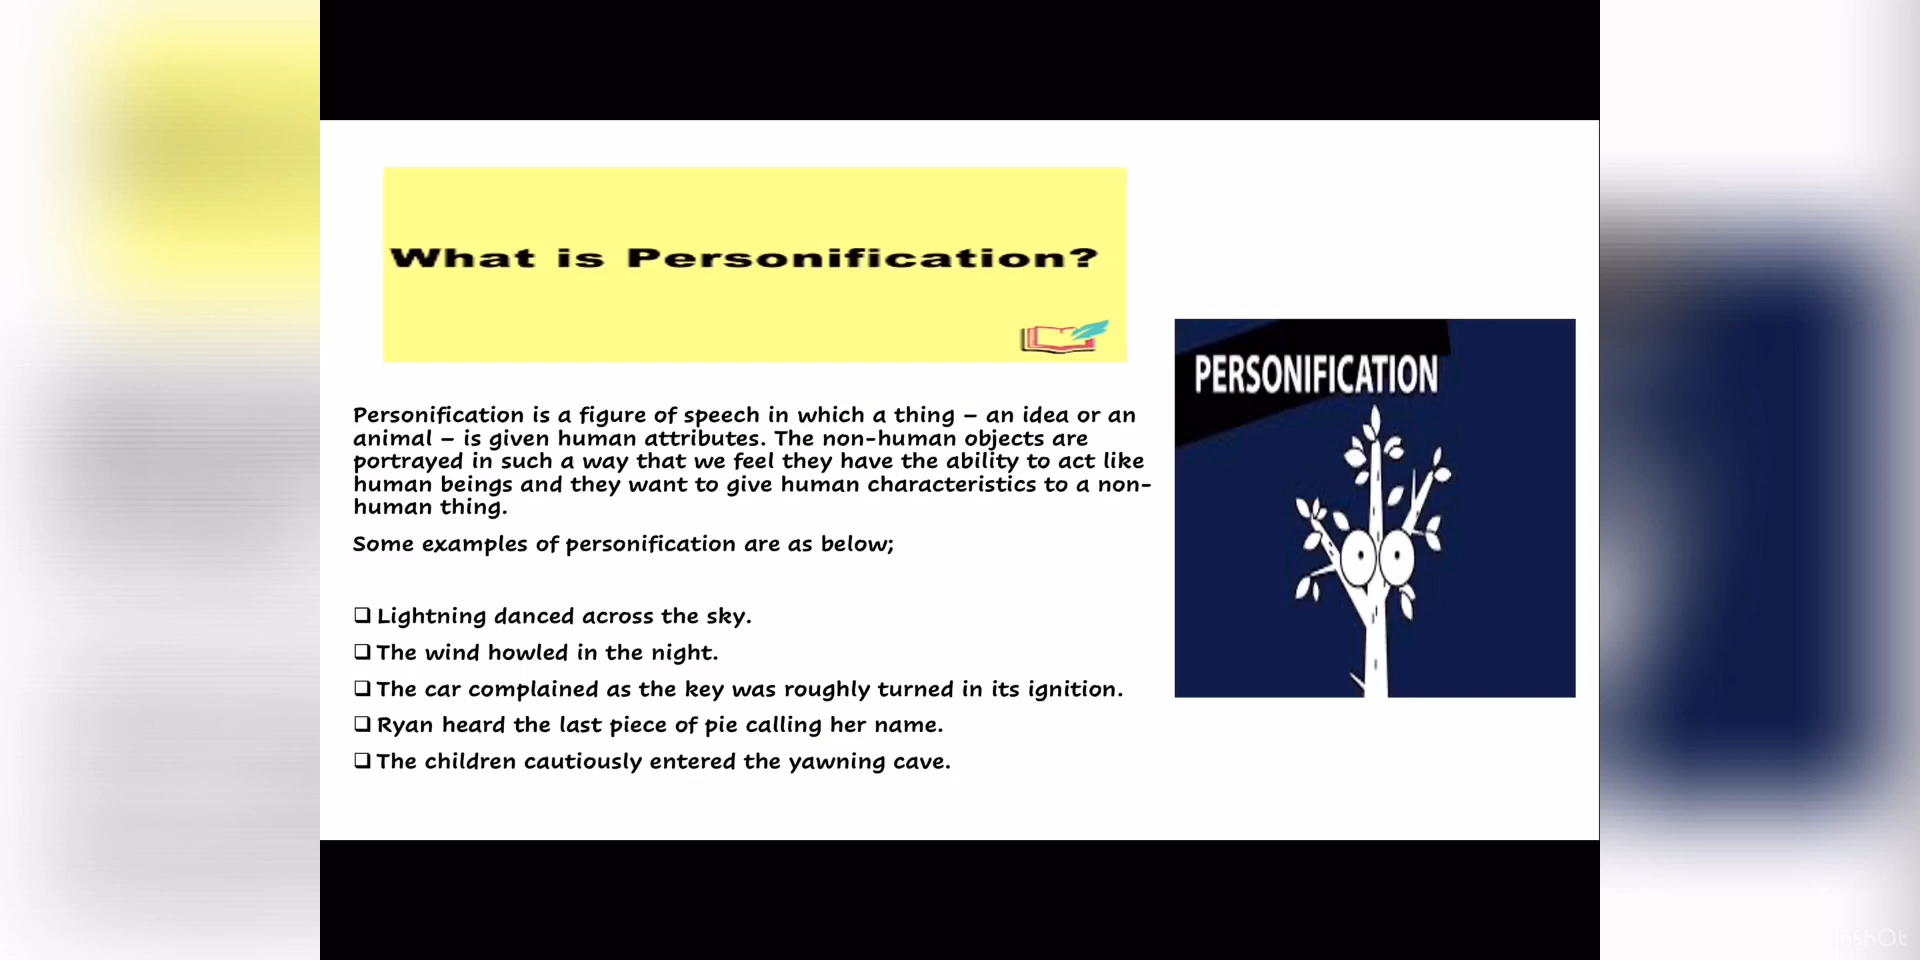 What is Personification?
PERSONIFICATION
Personification is a figure of speech in which a thing – an idea or an
animal – is given human attributes. The non-human objects are
portrayed in such a way that we feel they have the ability to act like
human beings and they want to give human characteristics to a non-
human thing.
Some examples of personification are as below;
❑ Lightning danced across the sky.
❑ The wind howled in the night.
❑ The car complained as the key was roughly turned in its ignition.
❑ Ryan heard the last piece of pie calling her name.
❑ The children cautiously entered the yawning cave.